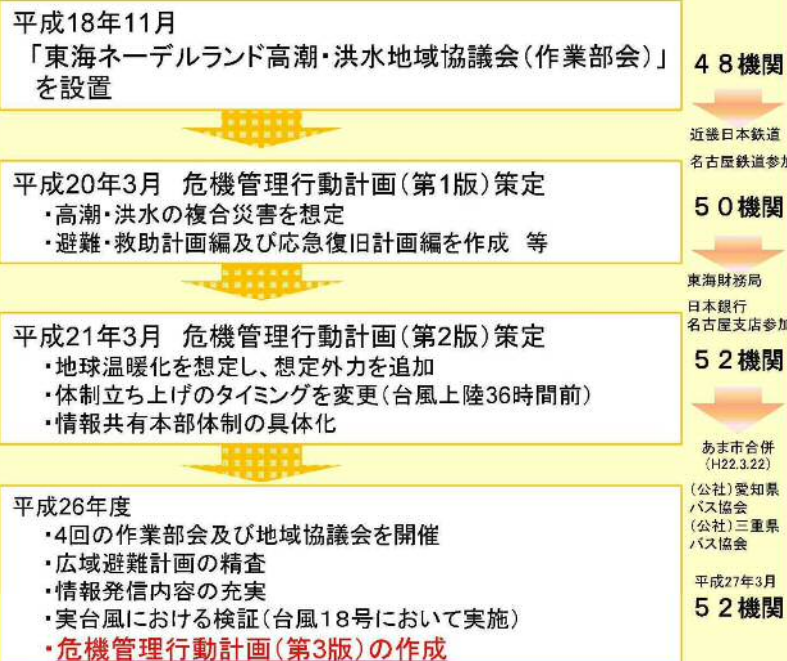 平成18年11月
「東海ネーデルランド高潮・洪水地域協議会(作業部会)」
を設置
48機関
近畿日本鉄道
名古屋鉄道参加
平成20年3月 危機管理行動計画(第1版)策定
・高潮・洪水の複合災害を想定
・避難・救助計画編及び応急復旧計画編を作成 等
50機関
東海財務局
日本銀行
名古屋支店参加
平成21年3月 危機管理行動計画(第2版)策定
・地球温暖化を想定し、想定外力を追加
・体制立ち上げのタイミングを変更(台風上陸36時間前)
・情報共有本部体制の具体化
52機関
あま市合併
(H22.3.22)
(公社)愛知県
バス協会
(公社)三重県
バス協会
平成26年度
・4回の作業部会及び地域協議会を開催
・広域避難計画の精査
・情報発信内容の充実
・実台風における検証(台風18号において実施)
・危機管理行動計画(第3版)の作成
平成27年3月
52機関